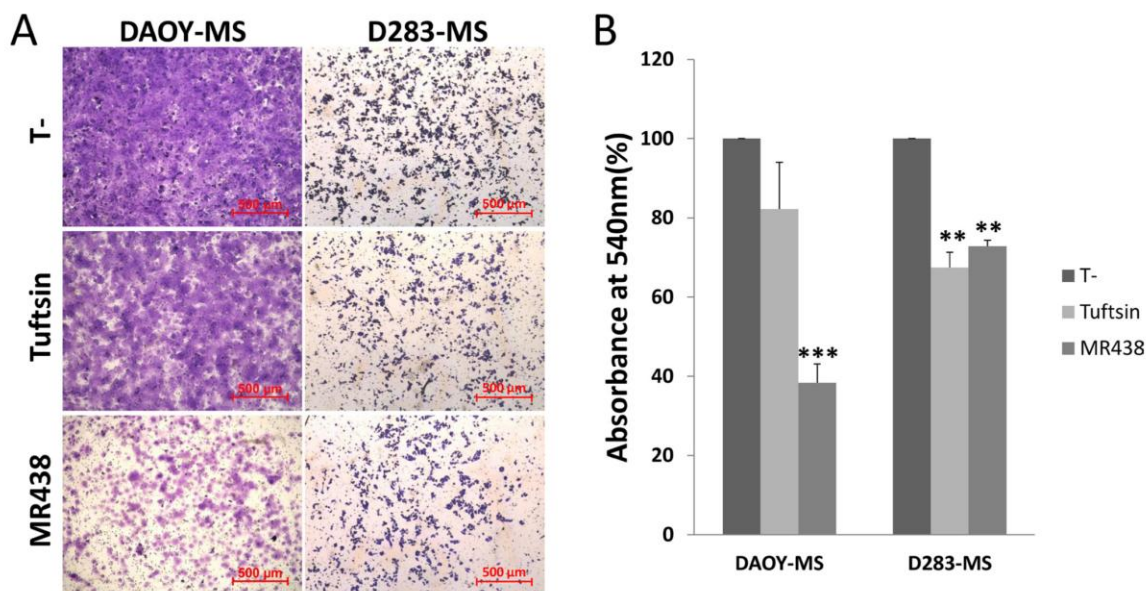 A
DAOY-MS
D283-MS
T-
500 µm
500 µm
Tuftsin
500 µm
500 µm
MR438
500 µm
500 µm
B
Absorbance at 540nm(%)
120
100
80
60
40
20
0
***
**
**
DAOY-MS
D283-MS
T-
Tuftsin
MR438